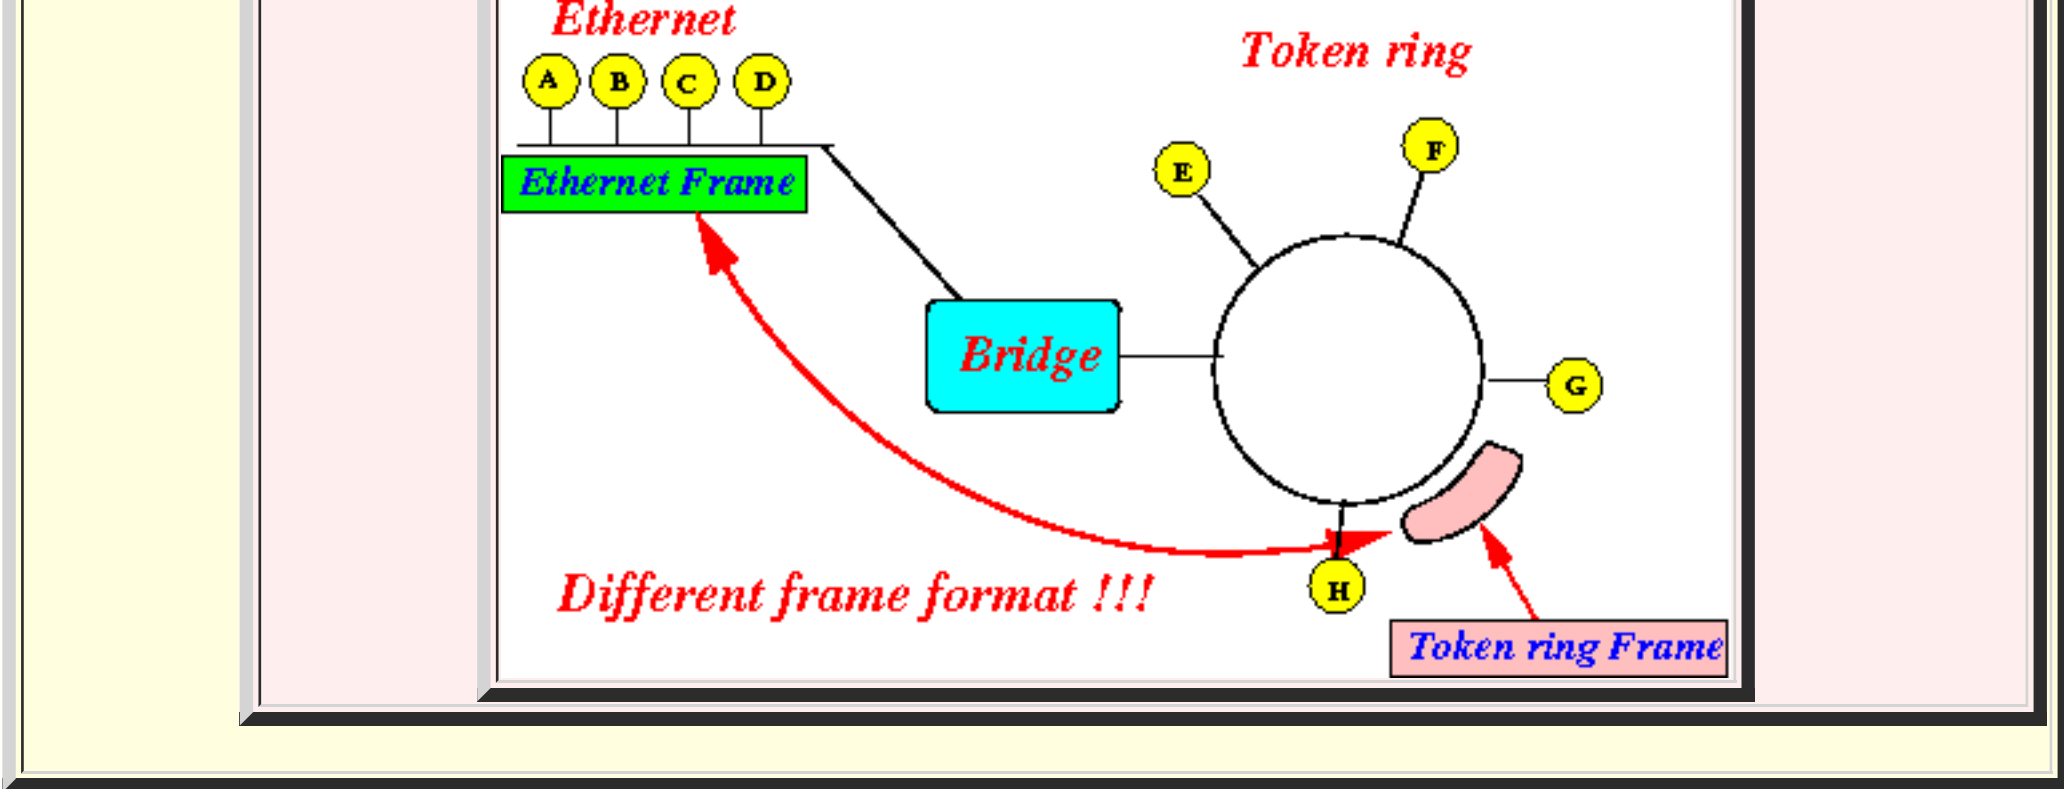 Ethernet
Token ring
A B C D
Ethernet Frame
E
F
Bridge
G
H
Different frame format !!!
Token ring Frame